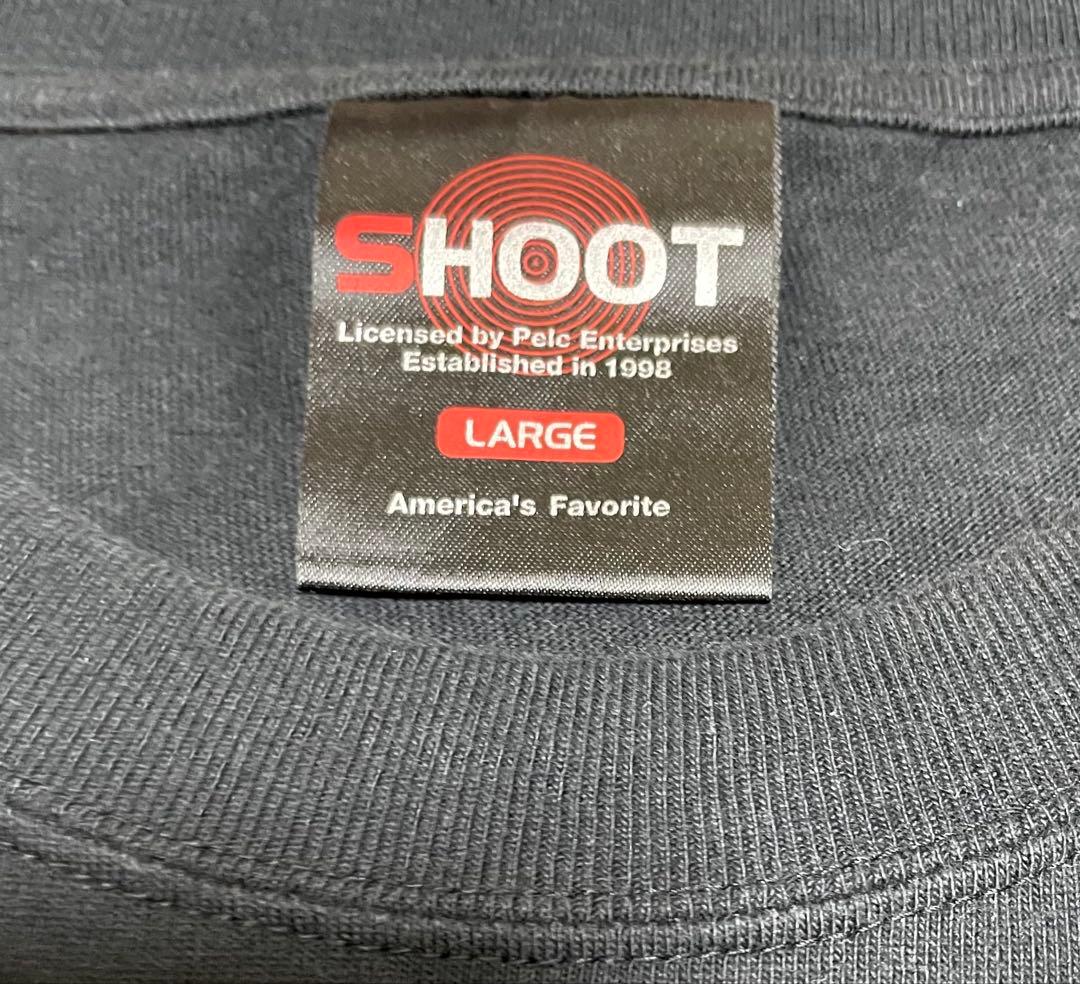 SHOOT
Licensed by Pelc Enterprises
Established in 1998
LARGE
America's Favorite